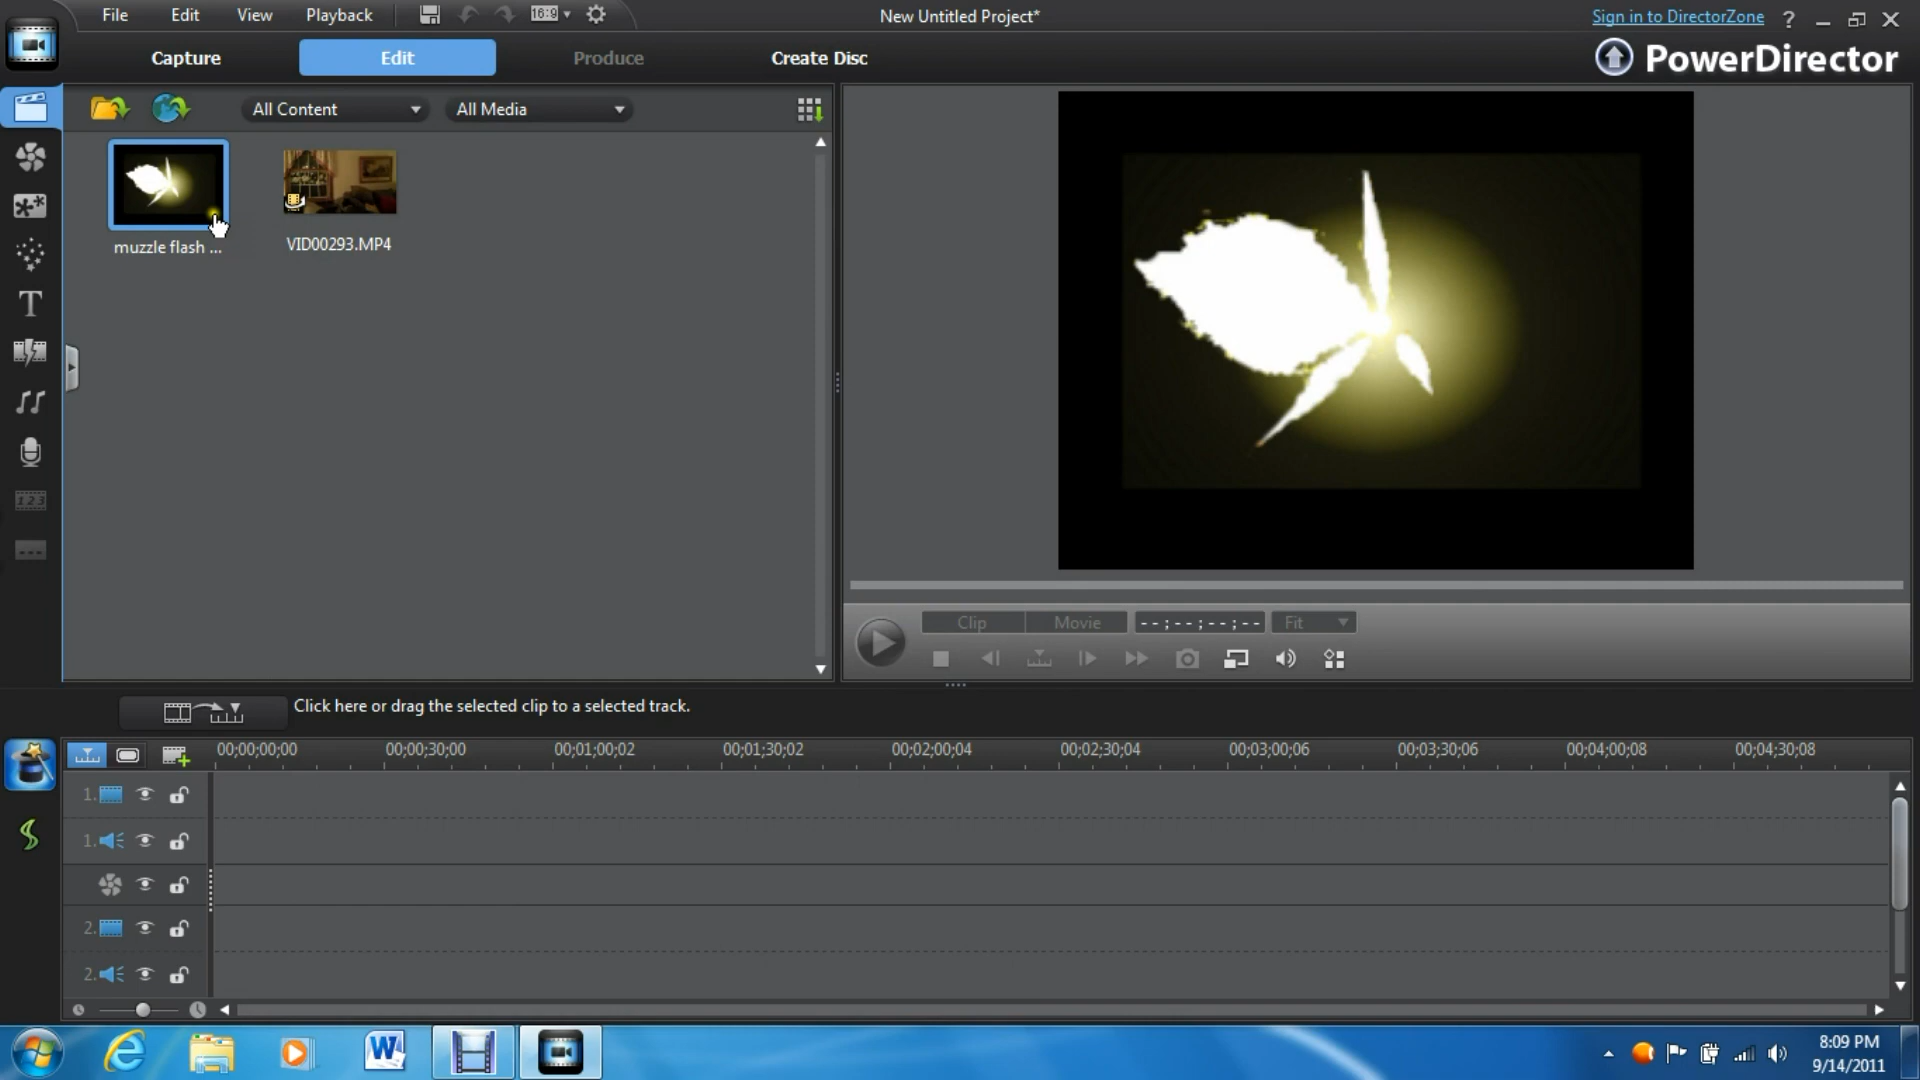 File Edit View Playback 16:9 New Untitled Project* Sign in to DirectorZone ?
Capture Edit Produce Create Disc PowerDirector
All Content All Media
muzzle flash ... VID00293.MP4
T
Clip Movie --;--;--;-- Fit
Click here or drag the selected clip to a selected track.
00;00;00;00 00;00;30;00 00;01;00;02 00;01;30;02 00;02;00;04 00;02;30;04 00;03;00;06 00;03;30;06 00;04;00;08 00;04;30;08
1.
1.
2.
2.
8:09 PM
9/14/2011